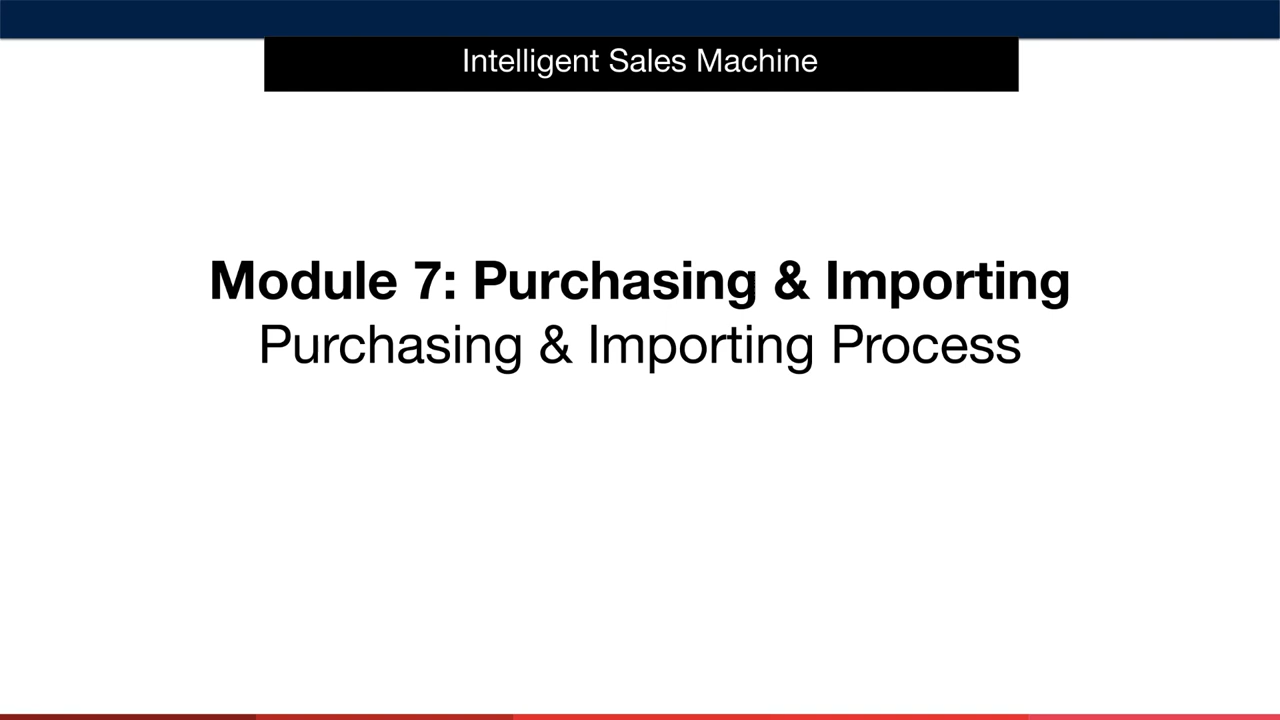 Intelligent Sales Machine
Module 7: Purchasing & Importing
Purchasing & Importing Process